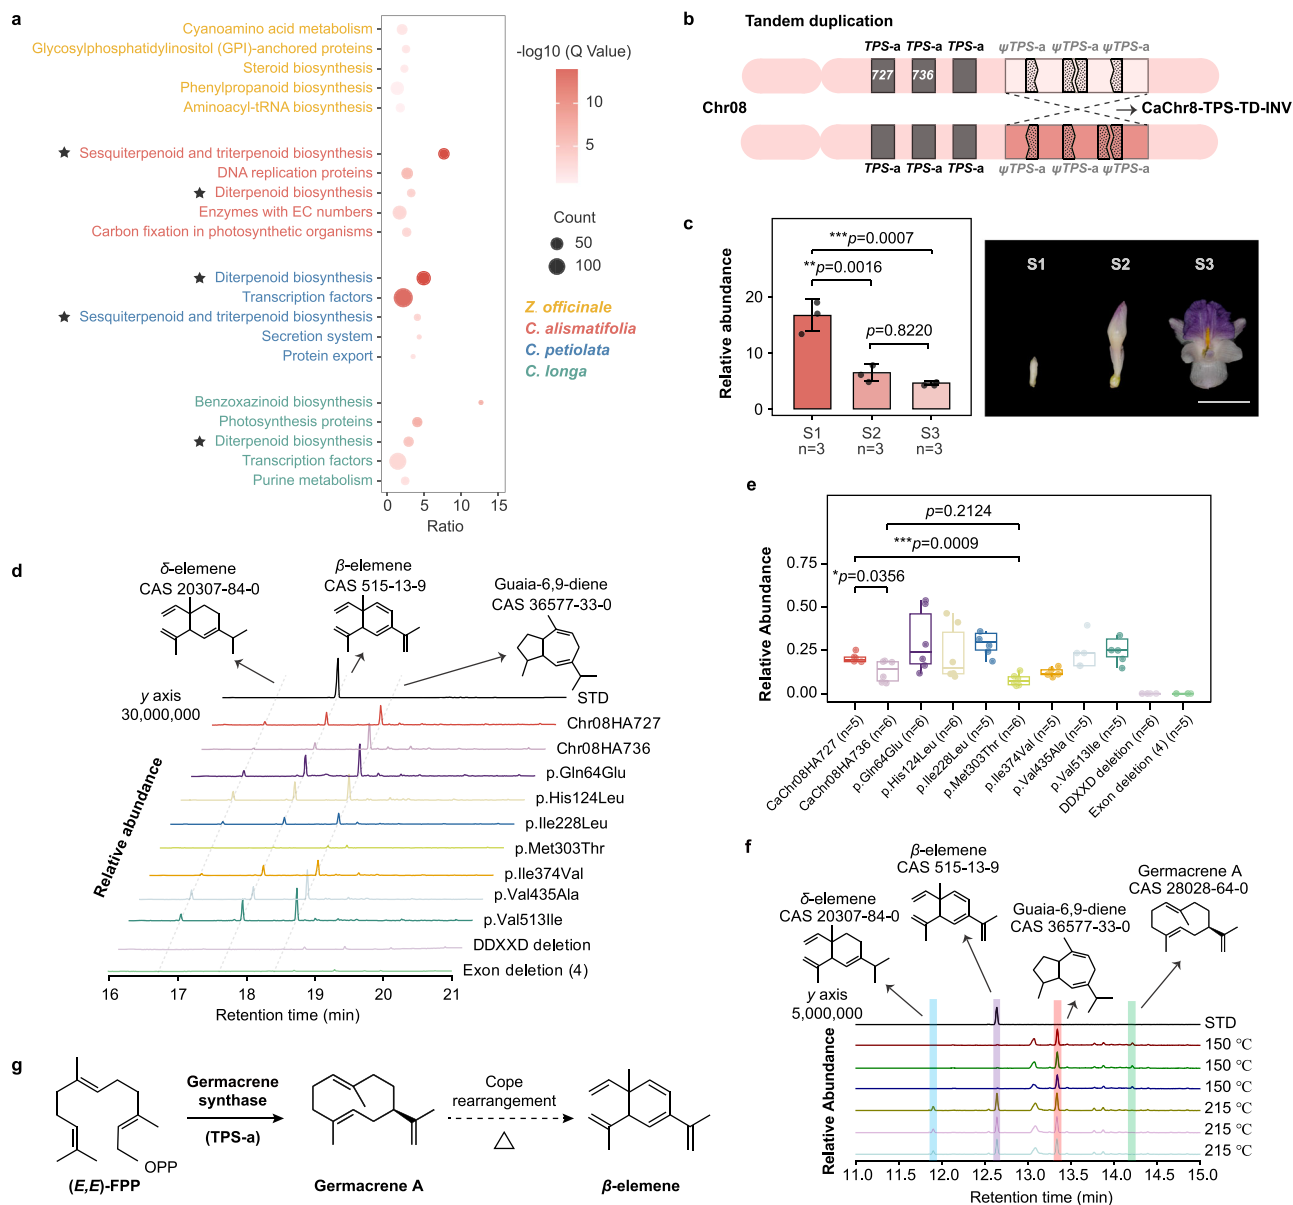 a
Cyanoamino acid metabolism
Glycosylphosphatidylinositol (GPI)-anchored proteins
Steroid biosynthesis
Phenylpropanoid biosynthesis
Aminoacyl-tRNA biosynthesis
Sesquiterpenoid and triterpenoid biosynthesis
DNA replication proteins
Diterpenoid biosynthesis
Enzymes with EC numbers
Carbon fixation in photosynthetic organisms
Diterpenoid biosynthesis
Transcription factors
Sesquiterpenoid and triterpenoid biosynthesis
Secretion system
Protein export
Benzoxazinoid biosynthesis
Photosynthesis proteins
Diterpenoid biosynthesis
Transcription factors
Purine metabolism
0 5 10 15
Ratio
-log10 (Q Value)
10
5
Count
50
100
Z. officinale
C. alismatifolia
C. petiolata
C. longa
b
Tandem duplication
TPS-a TPS-a TPS-a ψTPS-a ψTPS-a ψTPS-a
727 736
Chr08
CaChr8-TPS-TD-INV
TPS-a TPS-a TPS-a ψTPS-a ψTPS-a ψTPS-a
c
Relative abundance
20
10
0
***p=0.0007
**p=0.0016
p=0.8220
S1 S2 S3
n=3 n=3 n=3
S1 S2 S3
d
δ-elemene
CAS 20307-84-0
β-elemene
CAS 515-13-9
Guaia-6,9-diene
CAS 36577-33-0
y axis
30,000,000
Relative abundance
STD
Chr08HA727
Chr08HA736
p.Gln64Glu
p.His124Leu
p.Ile228Leu
p.Met303Thr
p.Ile374Val
p.Val435Ala
p.Val513Ile
DDXXD deletion
Exon deletion (4)
16 17 18 19 20 21
Retention time (min)
e
Relative Abundance
0.75
0.50
0.25
0.00
p=0.2124
***p=0.0009
*p=0.0356
CaChr08HA727 (n=5)
CaChr08HA736 (n=6)
p.Gln64Glu (n=6)
p.His124Leu (n=6)
p.Ile228Leu (n=5)
p.Met303Thr (n=6)
p.Ile374Val (n=5)
p.Val435Ala (n=5)
p.Val513Ile (n=5)
DDXXD deletion (n=6)
Exon deletion (4) (n=5)
f
δ-elemene
CAS 20307-84-0
β-elemene
CAS 515-13-9
Guaia-6,9-diene
CAS 36577-33-0
Germacrene A
CAS 28028-64-0
y axis
5,000,000
Relative Abundance
STD
150 °C
150 °C
150 °C
215 °C
215 °C
215 °C
11.0 11.5 12.0 12.5 13.0 13.5 14.0 14.5 15.0
Retention time (min)
g
OPP
(E,E)-FPP
Germacrene
synthase
(TPS-a)
Germacrene A
Cope
rearrangement
△
β-elemene